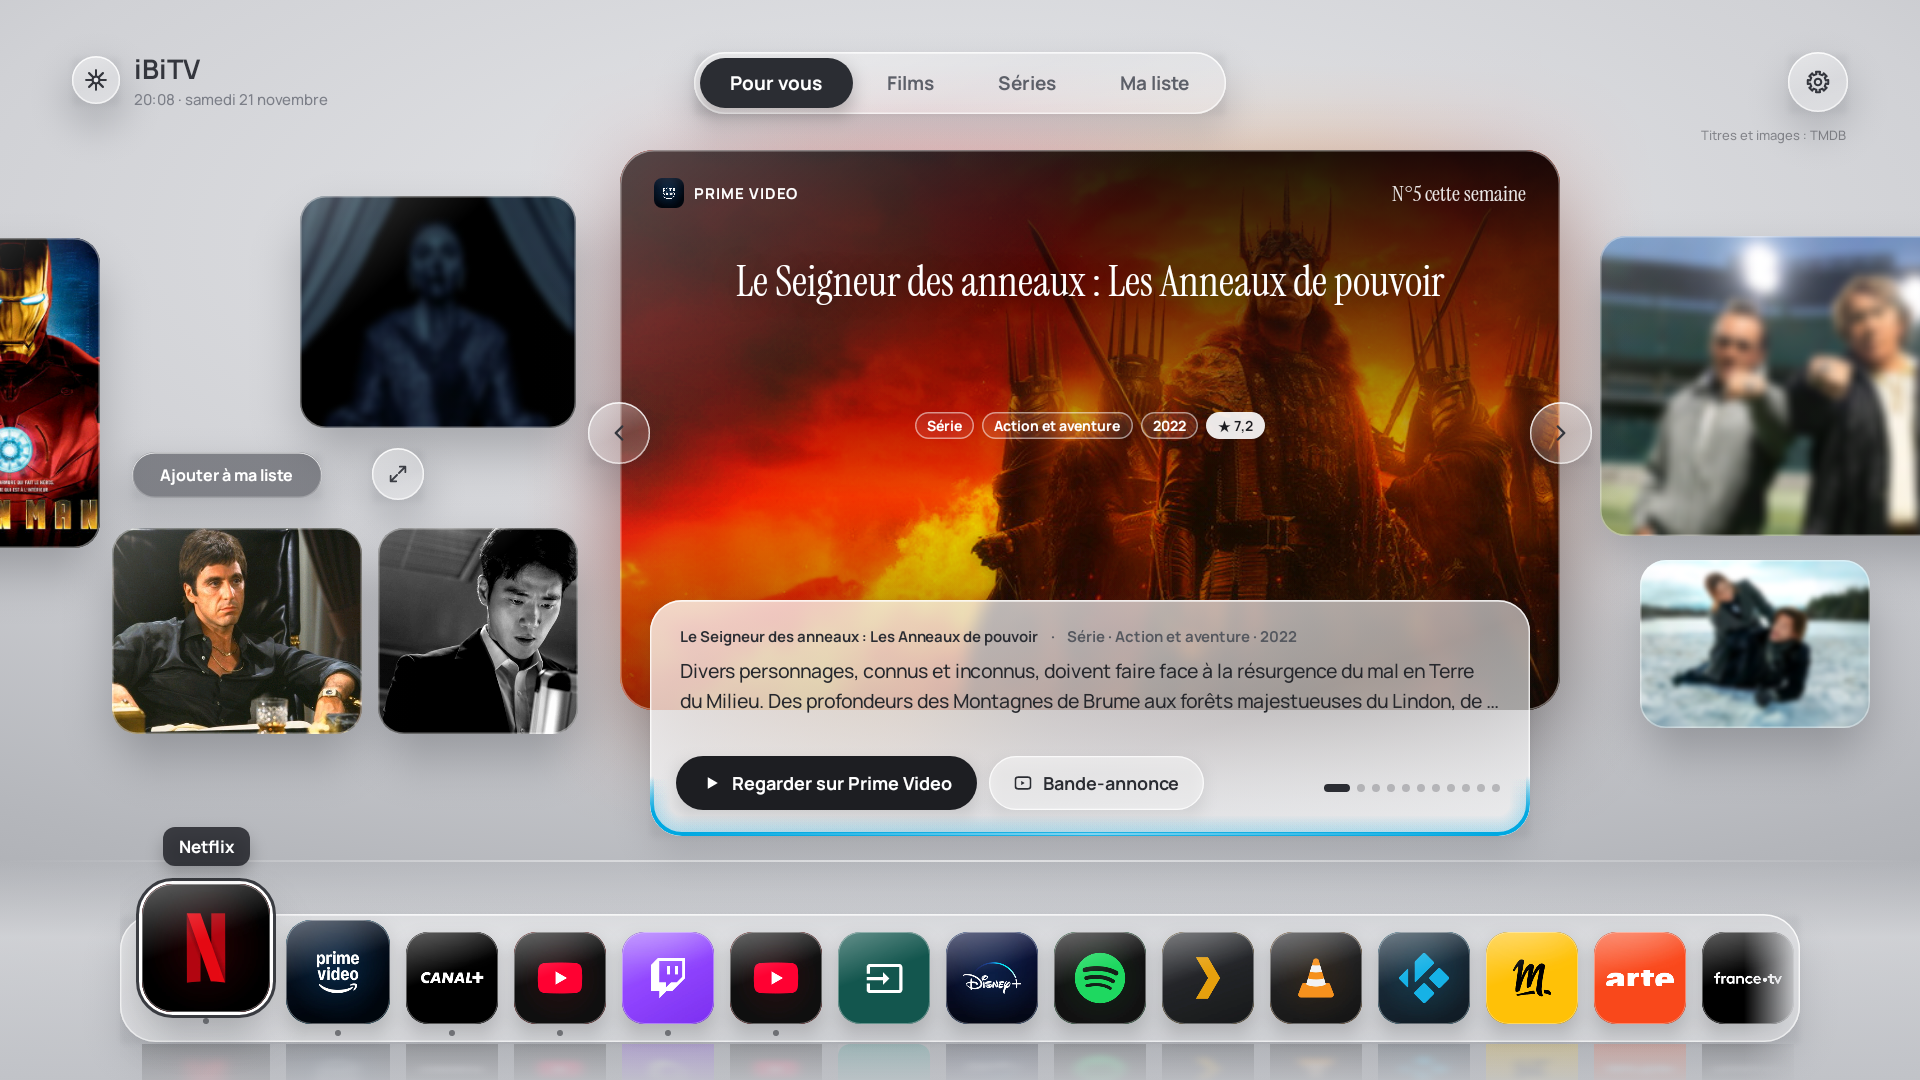 iBiTV
20:08 · samedi 21 novembre
Pour vous
Films
Séries
Ma liste
Titres et images : TMDB
PRIME VIDEO
N°5 cette semaine
Le Seigneur des anneaux : Les Anneaux de pouvoir
Série
Action et aventure
2022
★ 7,2
N MAN
Ajouter à ma liste
Le Seigneur des anneaux : Les Anneaux de pouvoir · Série · Action et aventure · 2022
Divers personnages, connus et inconnus, doivent faire face à la résurgence du mal en Terre
du Milieu. Des profondeurs des Montagnes de Brume aux forêts majestueuses du Lindon, de ...
Regarder sur Prime Video
Bande-annonce
Netflix
N
prime
video
CANAL+
Disney+
m.
arte
france•tv